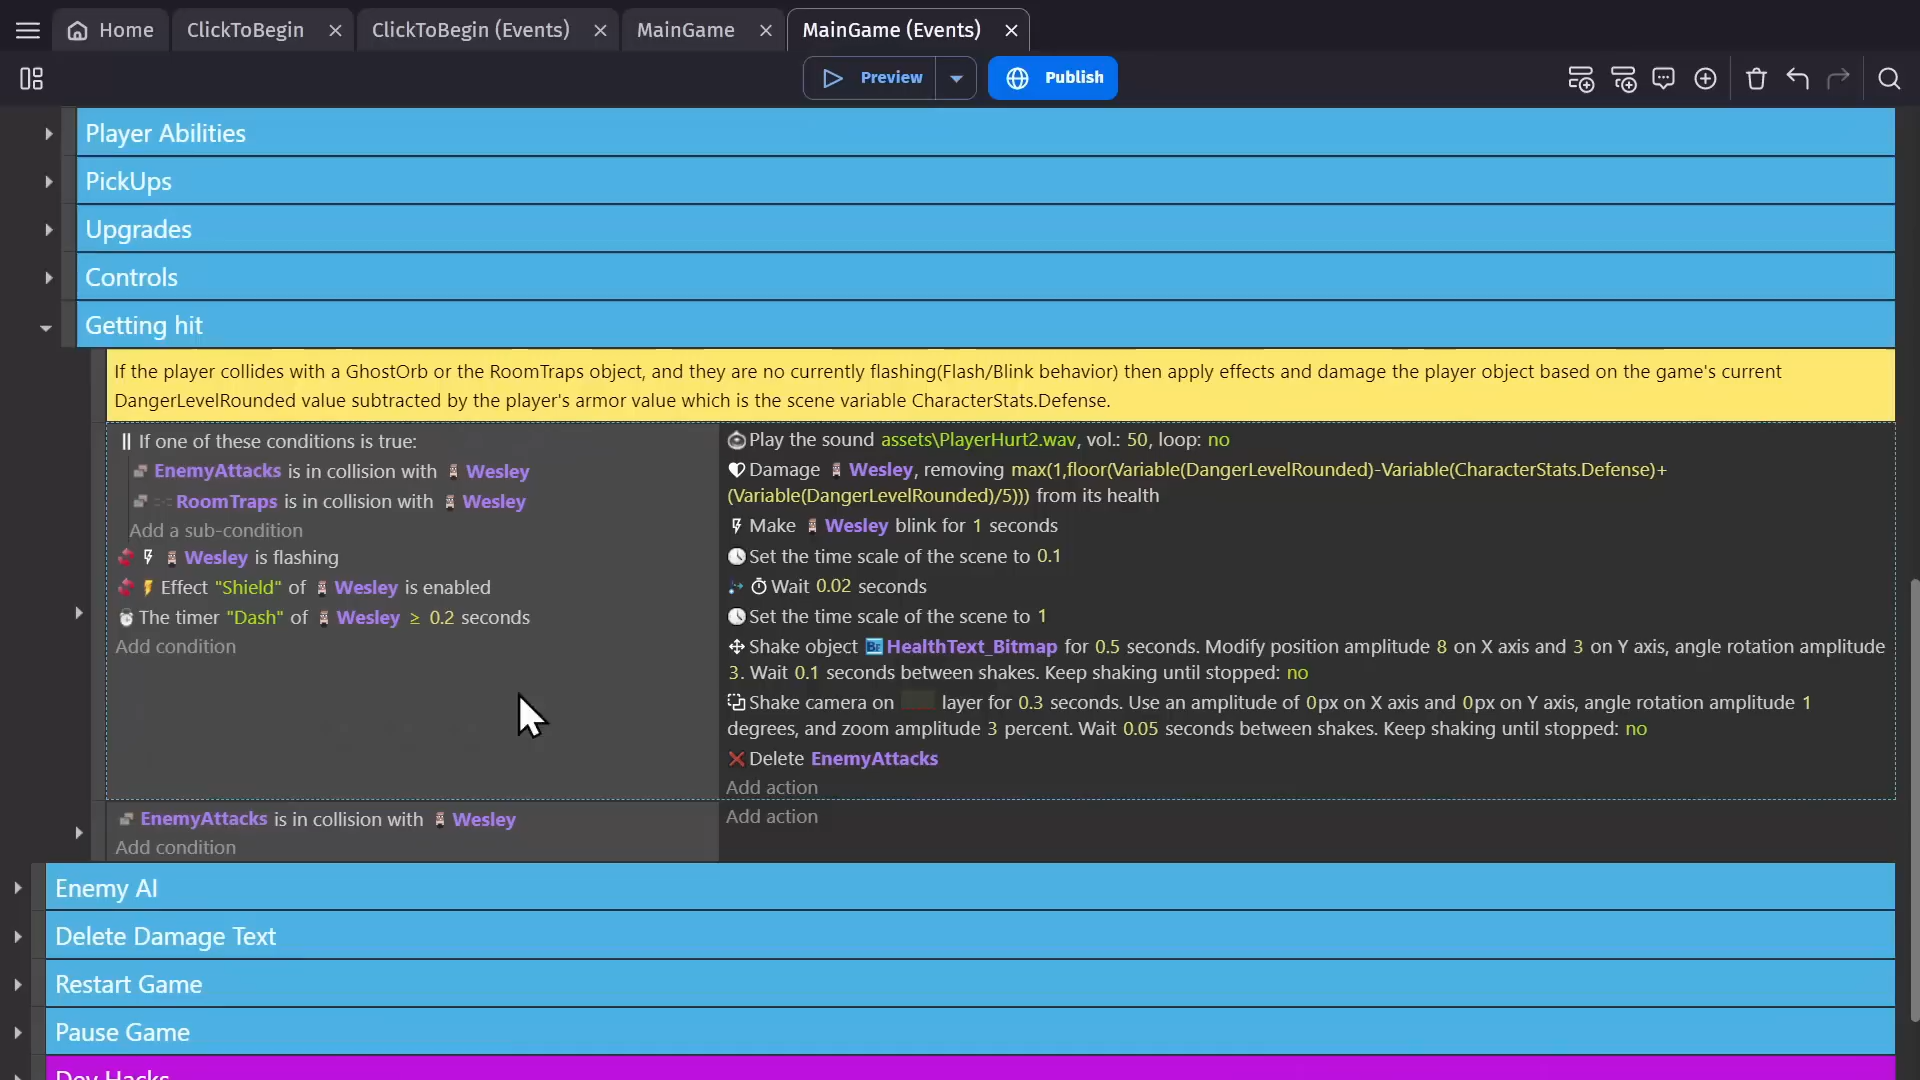 Home
ClickToBegin
ClickToBegin (Events)
MainGame
MainGame (Events)
Preview
Publish
Player Abilities
PickUps
Upgrades
Controls
Getting hit
If the player collides with a GhostOrb or the RoomTraps object, and they are no currently flashing(Flash/Blink behavior) then apply effects and damage the player object based on the game's current
DangerLevelRounded value subtracted by the player's armor value which is the scene variable CharacterStats.Defense.
If one of these conditions is true:
EnemyAttacks is in collision with Wesley
RoomTraps is in collision with Wesley
Add a sub-condition
Wesley is flashing
Effect "Shield" of Wesley is enabled
The timer "Dash" of Wesley ≥ 0.2 seconds
Add condition
Play the sound assets\PlayerHurt2.wav, vol.: 50, loop: no
Damage Wesley, removing max(1,floor(Variable(DangerLevelRounded)-Variable(CharacterStats.Defense)+
(Variable(DangerLevelRounded)/5))) from its health
Make Wesley blink for 1 seconds
Set the time scale of the scene to 0.1
Wait 0.02 seconds
Set the time scale of the scene to 1
Shake object HealthText_Bitmap for 0.5 seconds. Modify position amplitude 8 on X axis and 3 on Y axis, angle rotation amplitude
3. Wait 0.1 seconds between shakes. Keep shaking until stopped: no
Shake camera on layer for 0.3 seconds. Use an amplitude of 0px on X axis and 0px on Y axis, angle rotation amplitude 1
degrees, and zoom amplitude 3 percent. Wait 0.05 seconds between shakes. Keep shaking until stopped: no
Delete EnemyAttacks
Add action
EnemyAttacks is in collision with Wesley
Add condition
Add action
Enemy AI
Delete Damage Text
Restart Game
Pause Game
Dev Hacks